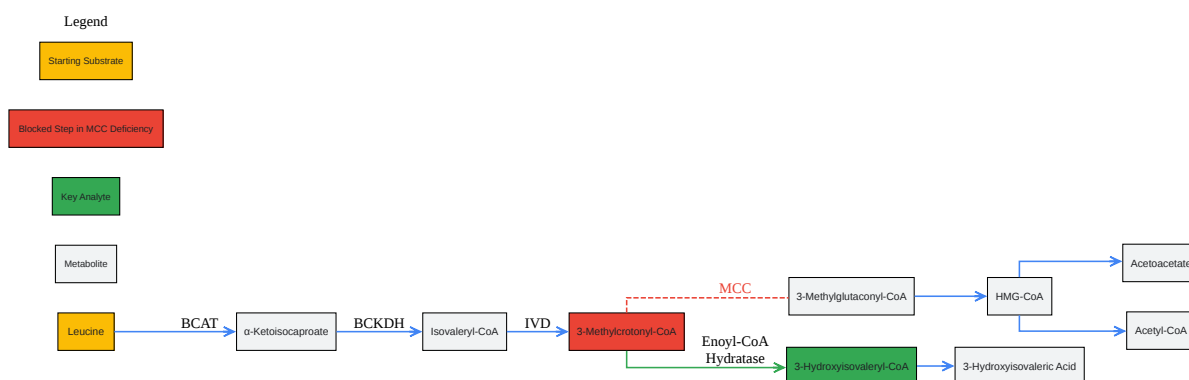 Legend
Starting Substrate
Blocked Step in MCC Deficiency
Key Analyte
Metabolite
Leucine
BCAT
α-Ketoisocaproate
BCKDH
Isovaleryl-CoA
IVD
3-Methylcrotonyl-CoA
MCC
3-Methylglutaconyl-CoA
HMG-CoA
Acetoacetate
Acetyl-CoA
Enoyl-CoA
Hydratase
3-Hydroxyisovaleryl-CoA
3-Hydroxyisovaleric Acid